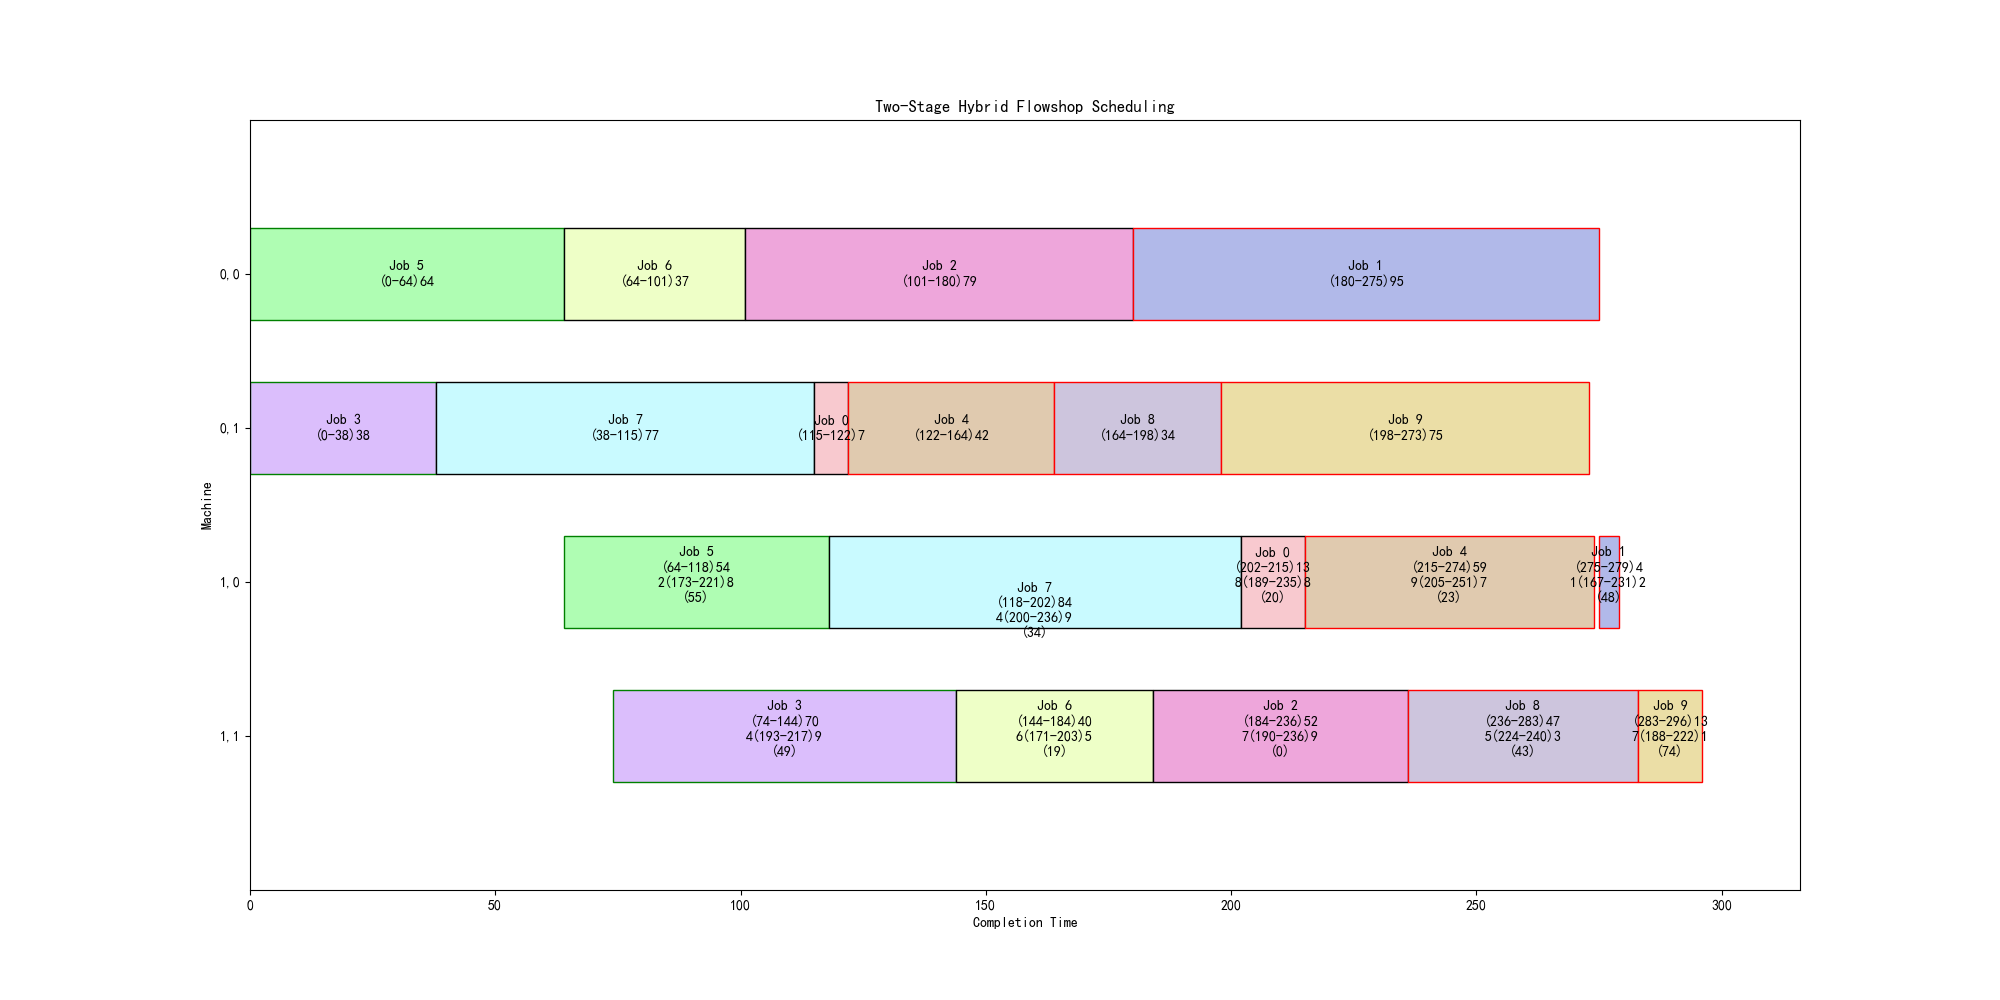 Two-Stage Hybrid Flowshop Scheduling
Machine
0,0
Job 5
(0-64)64
Job 6
(64-101)37
Job 2
(101-180)79
Job 1
(180-275)95
0,1
Job 3
(0-38)38
Job 7
(38-115)77
Job 0
(115-122)7
Job 4
(122-164)42
Job 8
(164-198)34
Job 9
(198-273)75
1,0
Job 5
(64-118)54
2(173-221)8
(55)
Job 7
(118-202)84
4(200-236)9
(34)
Job 0
(202-215)13
8(189-235)8
(20)
Job 4
(215-274)59
9(205-251)7
(23)
Job 1
(275-279)4
1(167-231)2
(48)
1,1
Job 3
(74-144)70
4(193-217)9
(49)
Job 6
(144-184)40
6(171-203)5
(19)
Job 2
(184-236)52
7(190-236)9
(0)
Job 8
(236-283)47
5(224-240)3
(43)
Job 9
(283-296)13
7(188-222)1
(74)
0
50
100
150
200
250
300
Completion Time